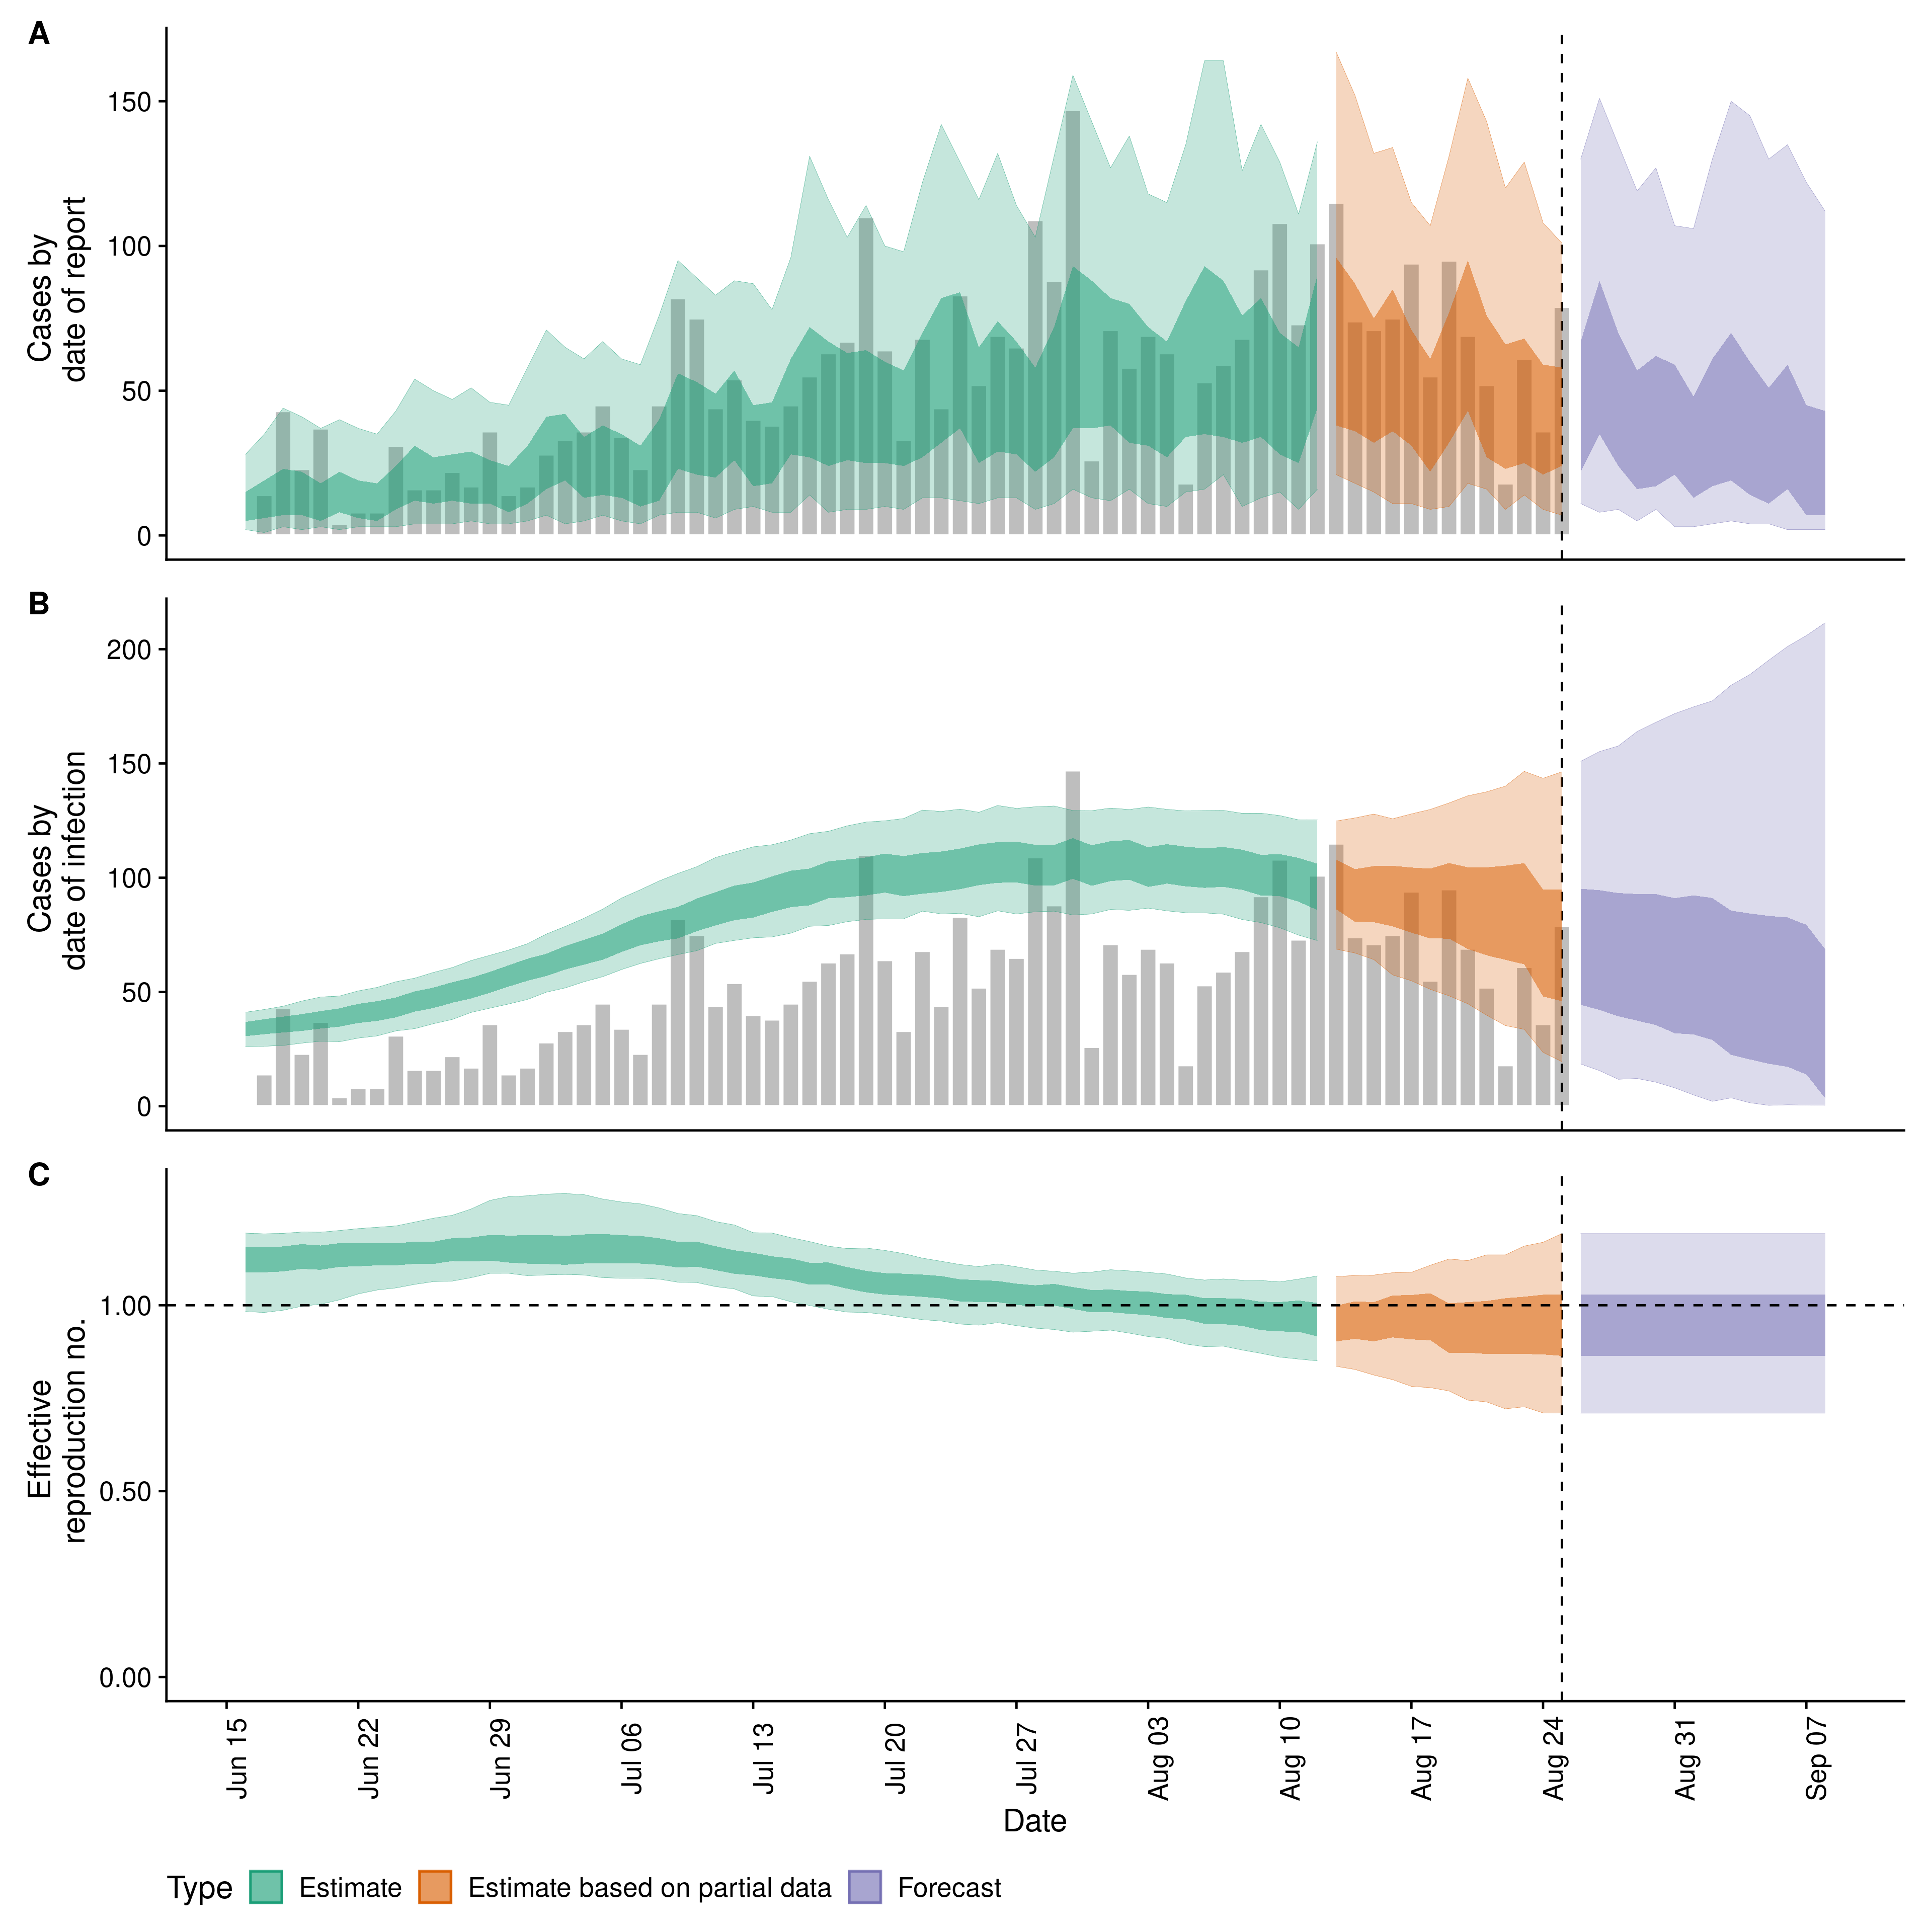 A
150
100
50
0
Cases by
date of report
B
200
150
100
50
0
Cases by
date of infection
C
1.00
0.50
0.00
Effective
reproduction no.
Jun 15
Jun 22
Jun 29
Jul 06
Jul 13
Jul 20
Jul 27
Aug 03
Aug 10
Aug 17
Aug 24
Aug 31
Sep 07
Date
Type
Estimate
Estimate based on partial data
Forecast